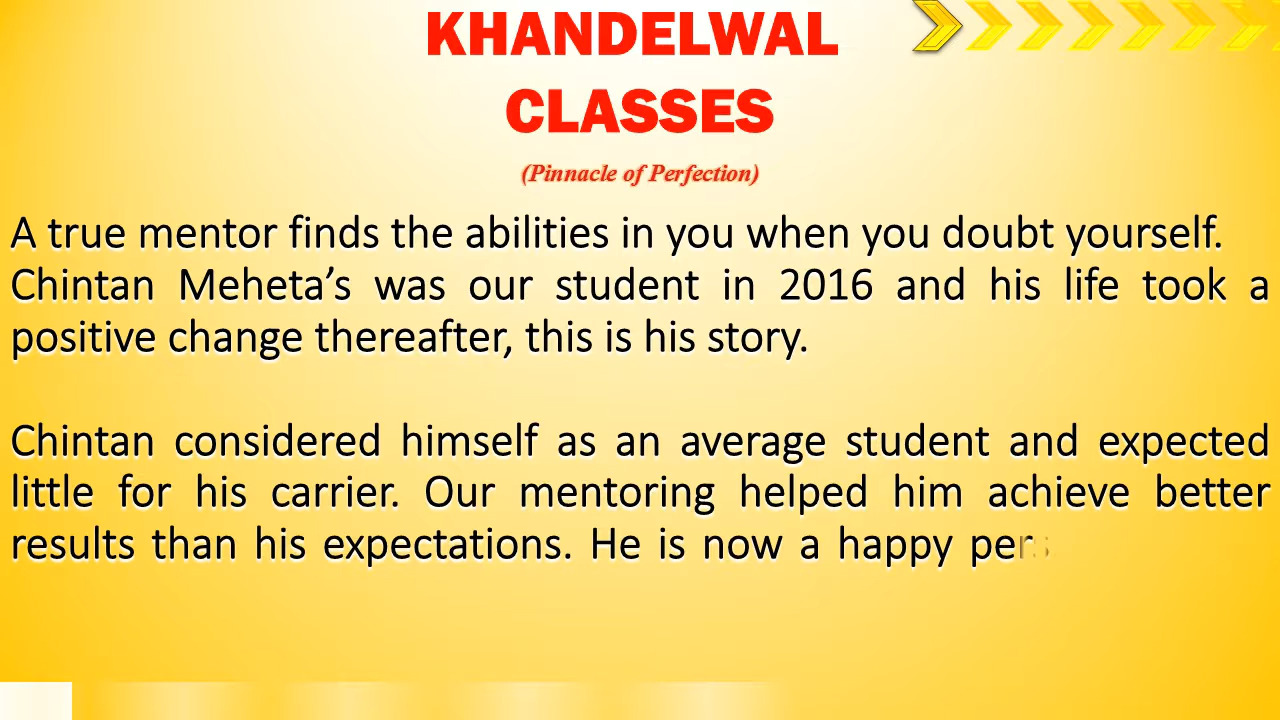 KHANDELWAL
CLASSES
(Pinnacle of Perfection)
A true mentor finds the abilities in you when you doubt yourself.
Chintan Meheta’s was our student in 2016 and his life took a
positive change thereafter, this is his story.
Chintan considered himself as an average student and expected
little for his carrier. Our mentoring helped him achieve better
results than his expectations. He is now a happy